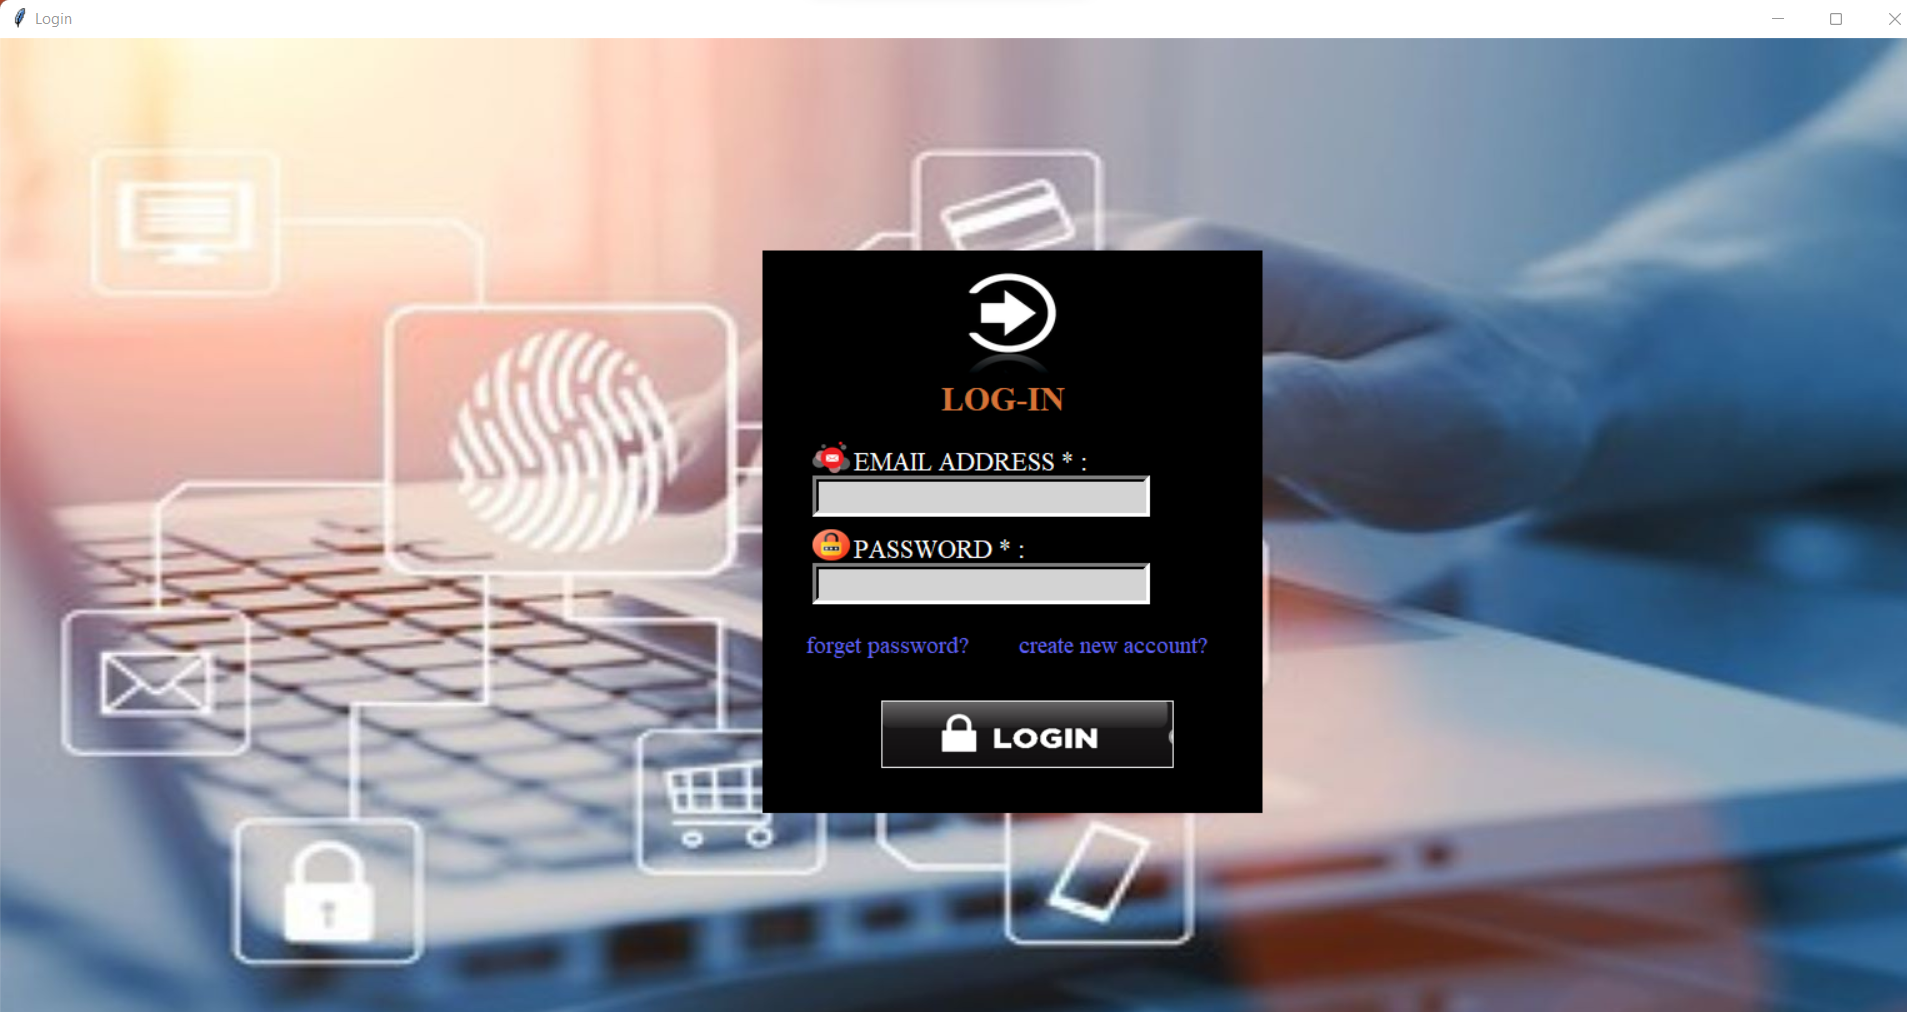 Login
LOG-IN
EMAIL ADDRESS * :
PASSWORD * :
forget password? create new account?
LOGIN